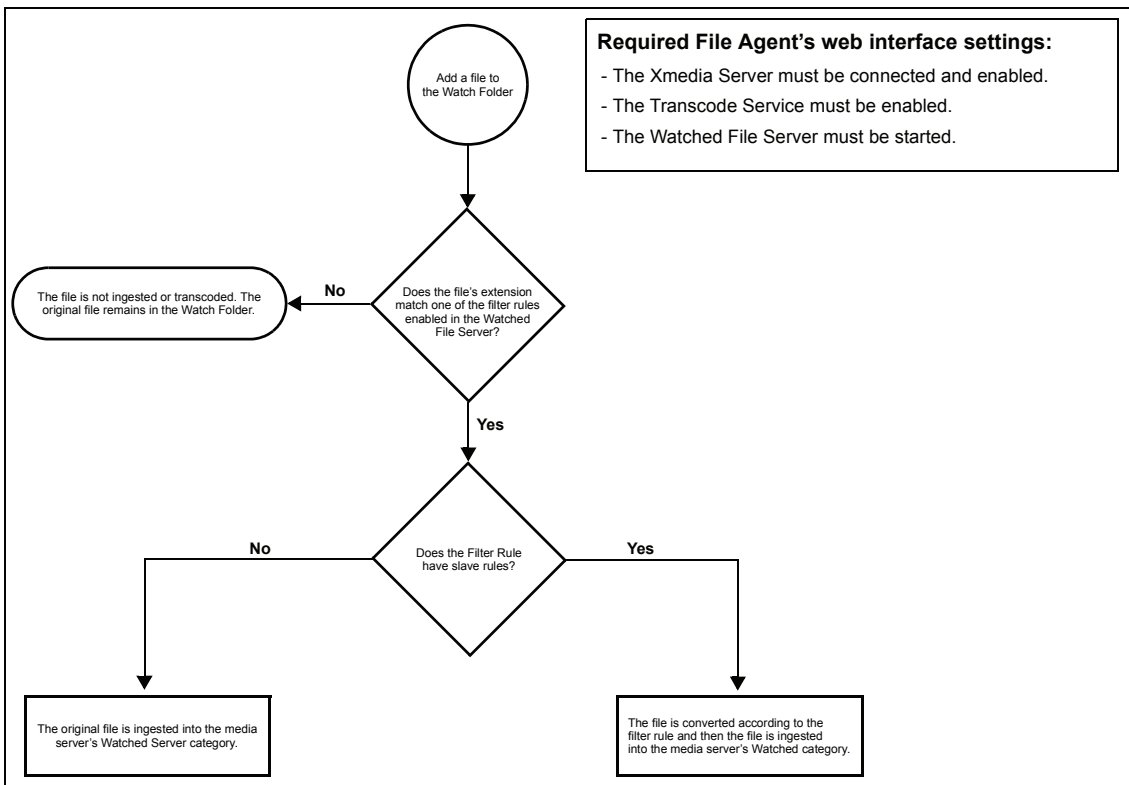 Add a file to
the Watch Folder
Required File Agent's web interface settings:
- The Xmedia Server must be connected and enabled.
- The Transcode Service must be enabled.
- The Watched File Server must be started.
Does the file's extension
match one of the filter rules
enabled in the Watched
File Server?
No
The file is not ingested or transcoded. The
original file remains in the Watch Folder.
Yes
Does the Filter Rule
have slave rules?
No
Yes
The original file is ingested into the media
server's Watched Server category.
The file is converted according to the
filter rule and then the file is ingested
into the media server's Watched category.